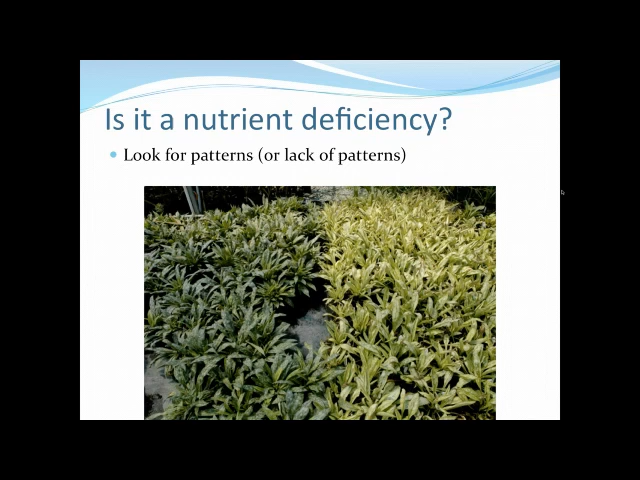 Is it a nutrient deficiency?
Look for patterns (or lack of patterns)